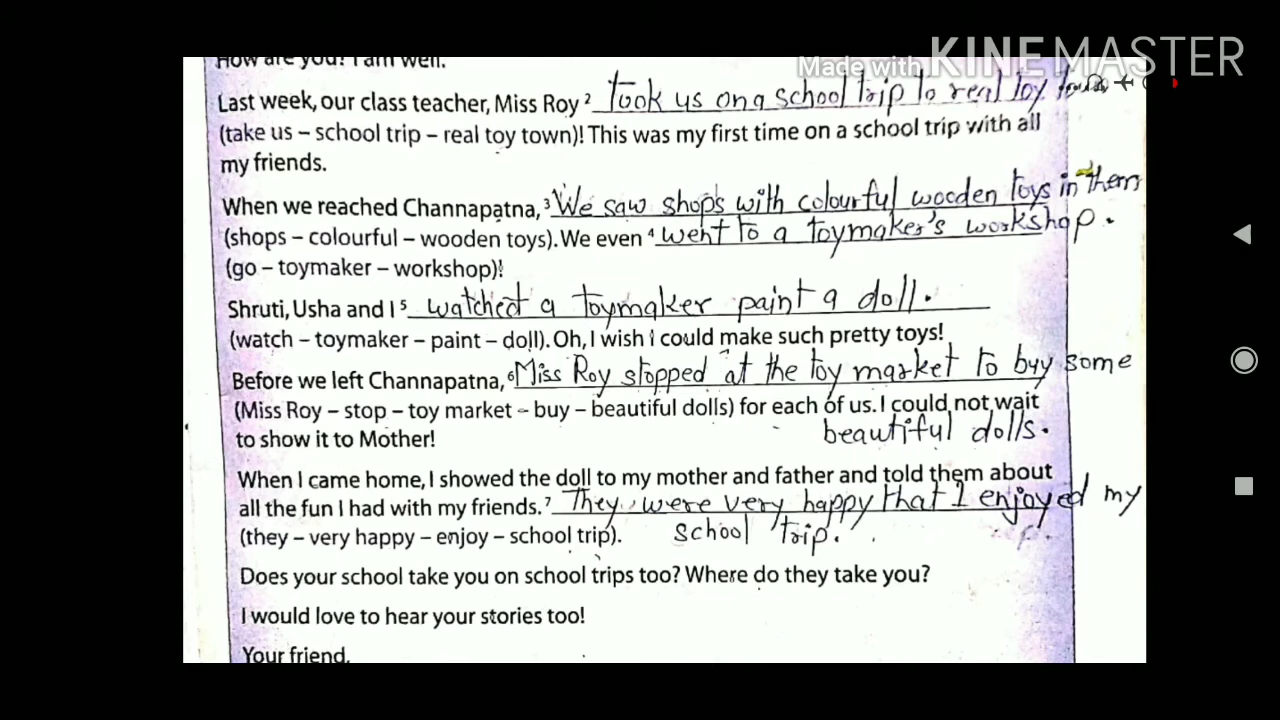 How are you? I am well.
Made with KINEMASTER
Last week, our class teacher, Miss Roy ² took us on a school trip to real toy town
(take us – school trip – real toy town)! This was my first time on a school trip with all
my friends.
When we reached Channapatna, ³ We saw shops with colourful wooden toys in them
(shops – colourful – wooden toys). We even ⁴ went to a toymaker's workshop.
(go – toymaker – workshop)!
Shruti, Usha and I ⁵ watched a toymaker paint a doll.
(watch – toymaker – paint – doll). Oh, I wish I could make such pretty toys!
Before we left Channapatna, ⁶ Miss Roy stopped at the toy market to buy some
(Miss Roy – stop – toy market – buy – beautiful dolls) for each of us. I could not wait
to show it to Mother! beautiful dolls.
When I came home, I showed the doll to my mother and father and told them about
all the fun I had with my friends. ⁷ They were very happy that I enjoyed my
(they – very happy – enjoy – school trip). school trip.
Does your school take you on school trips too? Where do they take you?
I would love to hear your stories too!
Your friend,